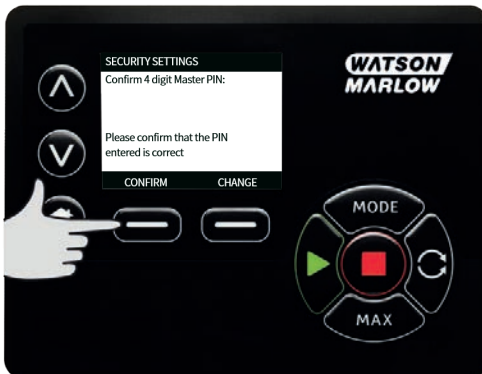 SECURITY SETTINGS
Confirm 4 digit Master PIN:
Please confirm that the PIN
entered is correct
CONFIRM CHANGE
WATSON
MARLOW
MODE
MAX